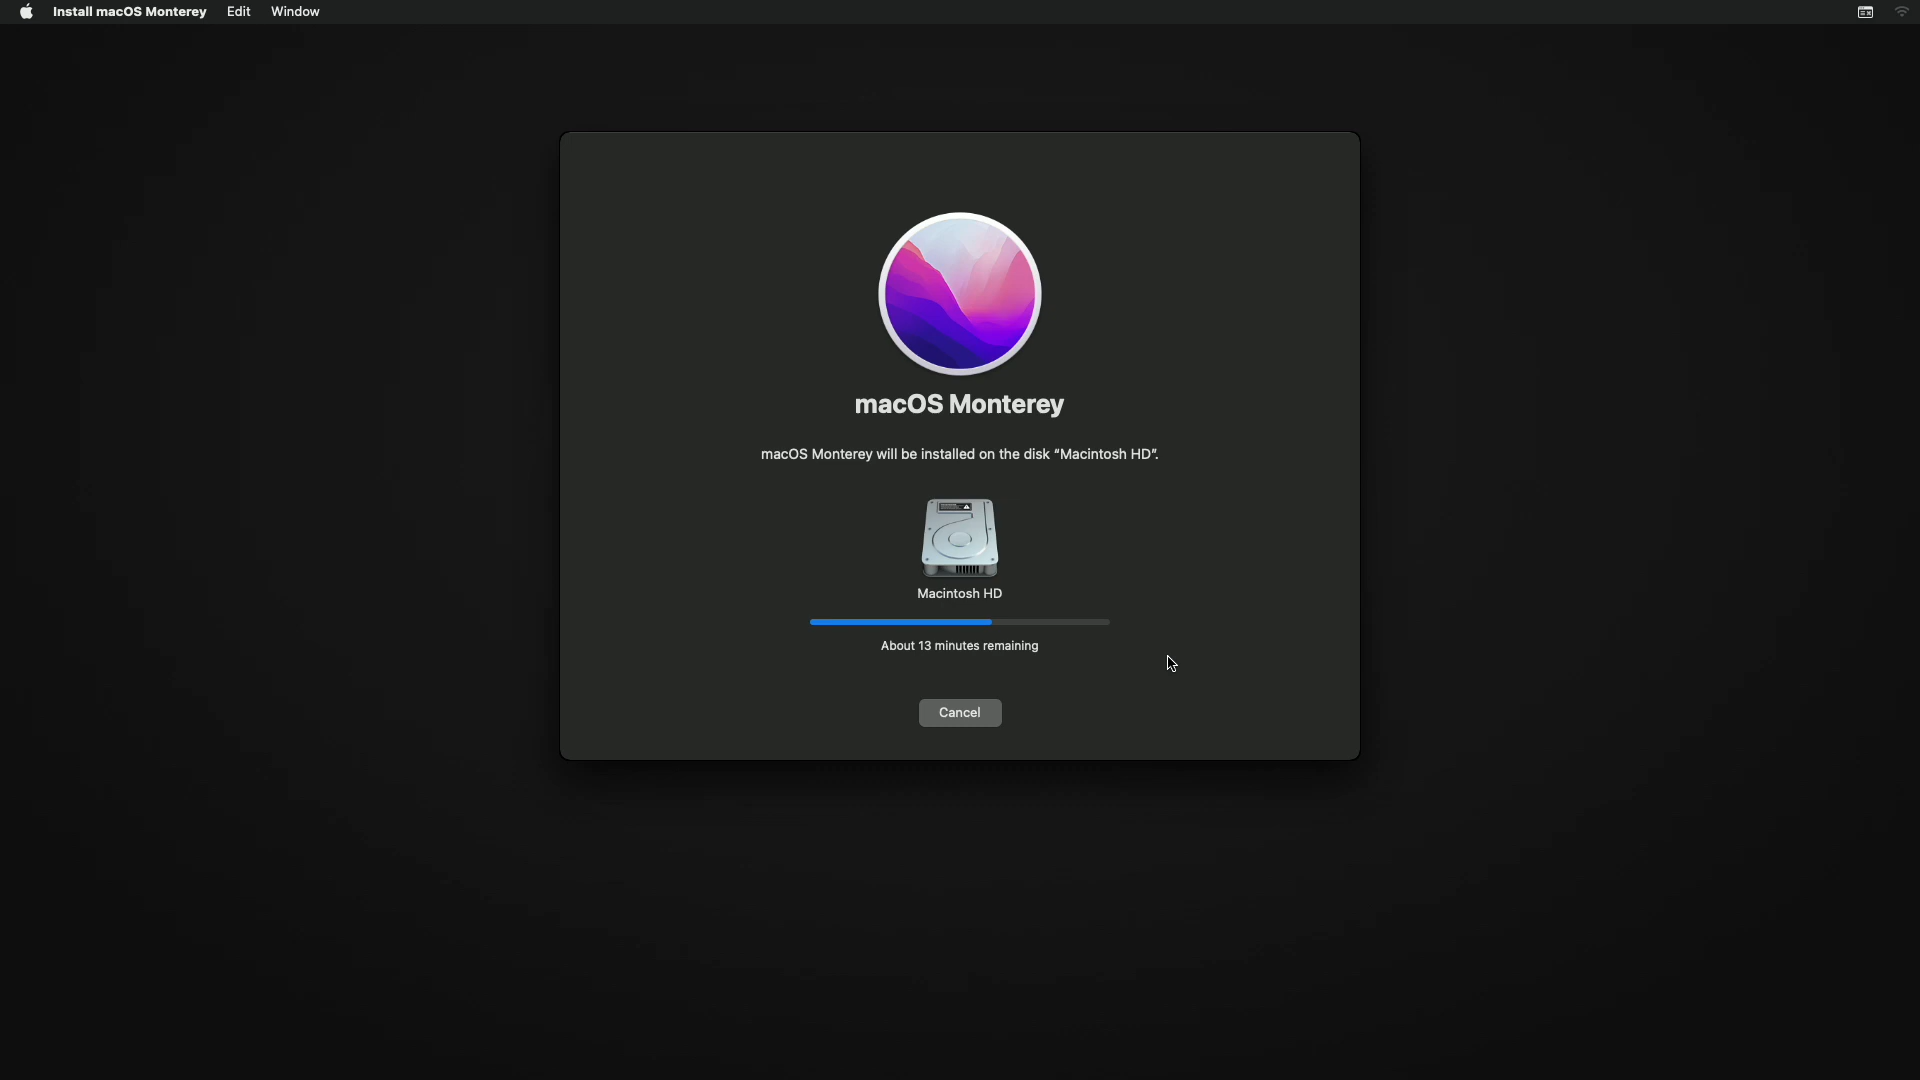 Install macOS Monterey Edit Window
macOS Monterey
macOS Monterey will be installed on the disk “Macintosh HD”.
Macintosh HD
About 13 minutes remaining
Cancel